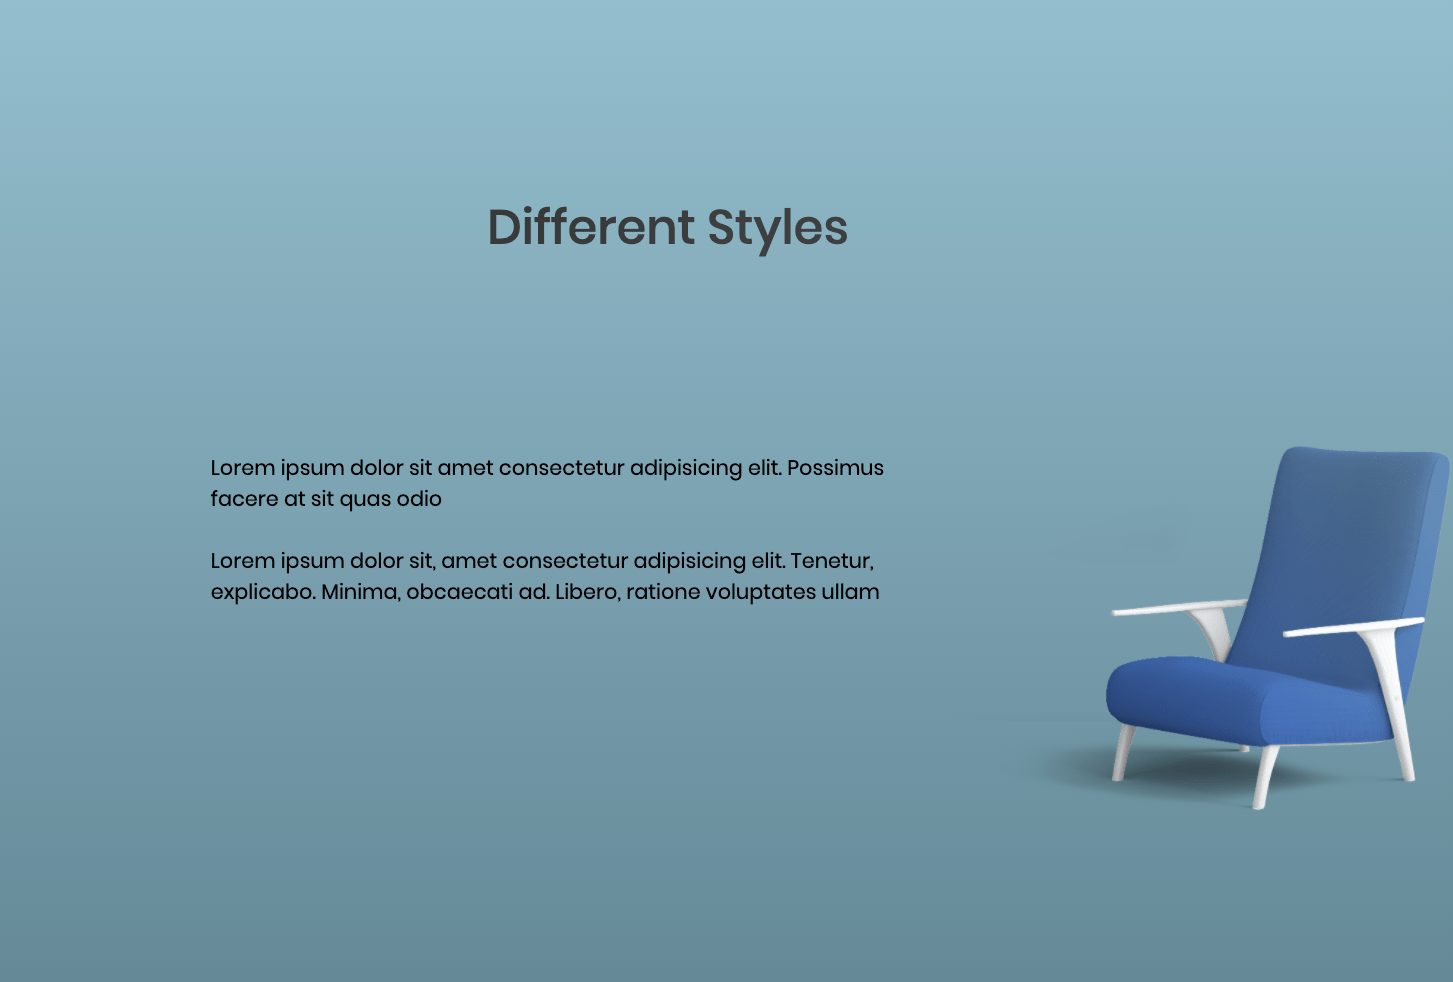 Different Styles
Lorem ipsum dolor sit amet consectetur adipisicing elit. Possimus
facere at sit quas odio
Lorem ipsum dolor sit, amet consectetur adipisicing elit. Tenetur,
explicabo. Minima, obcaecati ad. Libero, ratione voluptates ullam